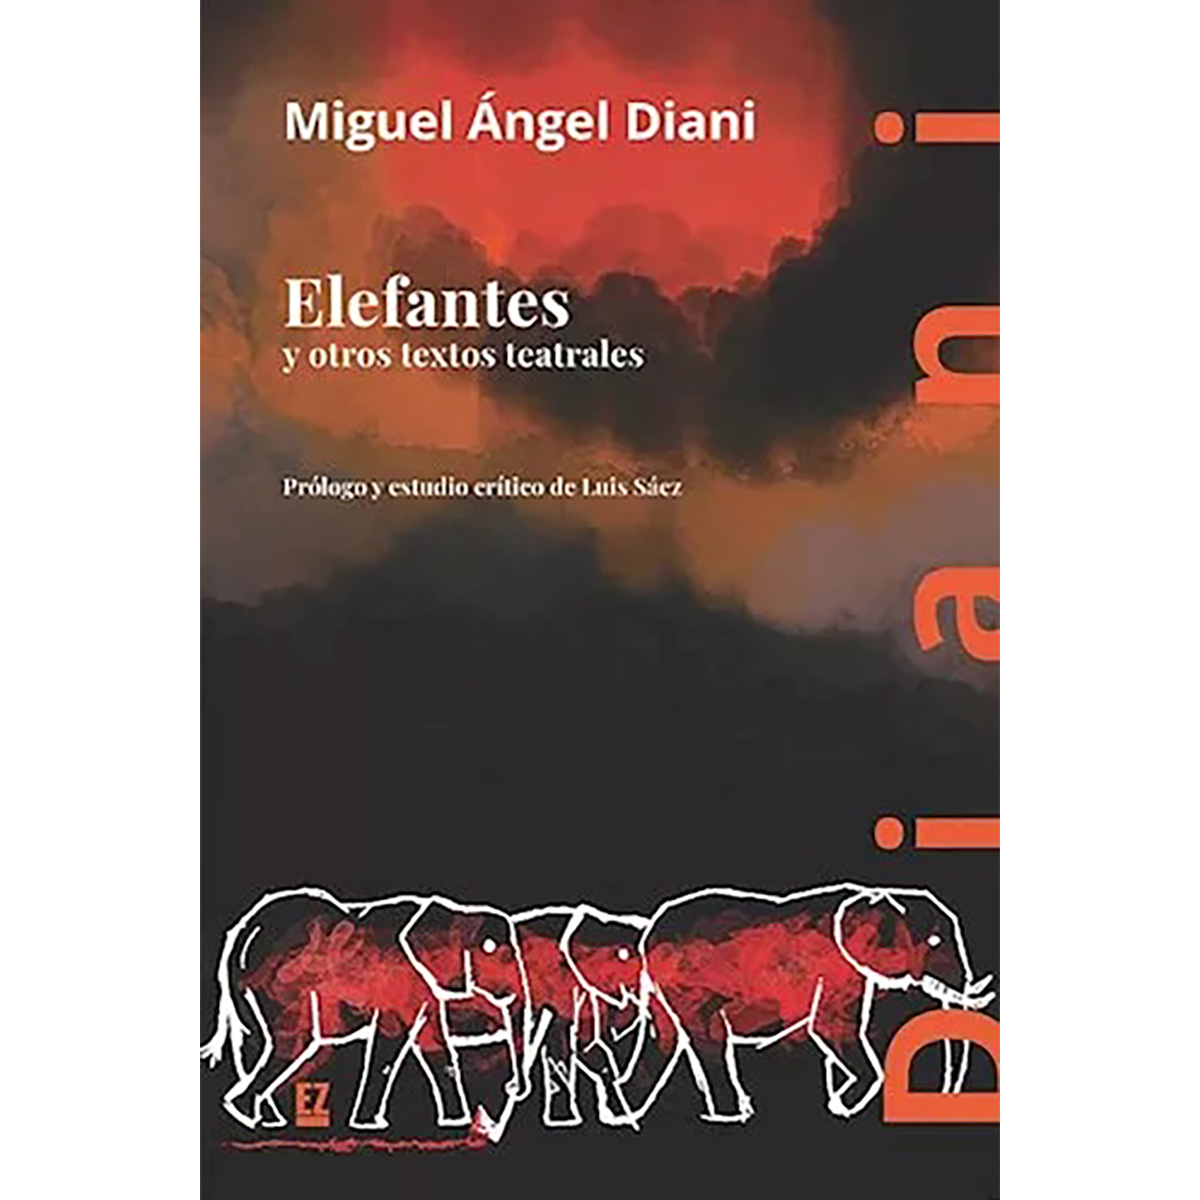 Miguel Ángel Diani
Elefantes
y otros textos teatrales
Prólogo y estudio crítico de Luis Sáez
Diani
EZ